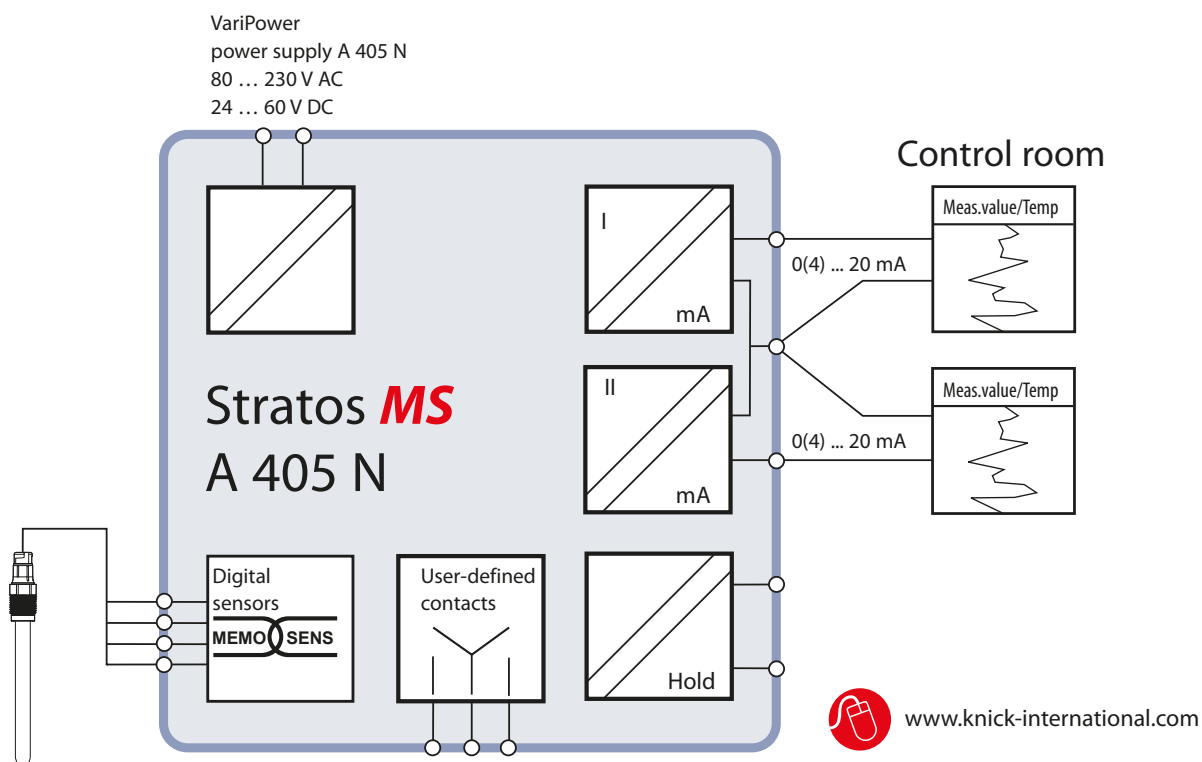 VariPower
power supply A 405 N
80 … 230 V AC
24 … 60 V DC
Control room
I
mA
Meas.value/Temp
0(4) ... 20 mA
II
mA
Meas.value/Temp
0(4) ... 20 mA
Stratos MS
A 405 N
Digital
sensors
MEMO SENS
User-defined
contacts
Hold
www.knick-international.com